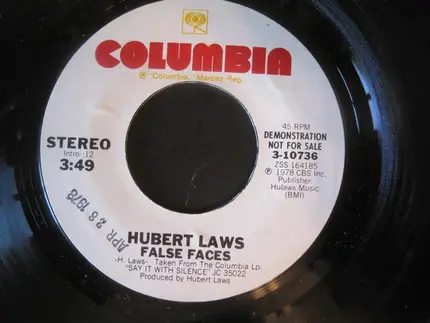 COLUMBIA
® "Columbia," Marcas Reg.
STEREO
Intro: 12
3:49
APR 28 1978
45 RPM
DEMONSTRATION
NOT FOR SALE
3-10736
ZSS 164185
℗ 1978 CBS Inc.
Publisher
Hulaws Music
(BMI)
HUBERT LAWS
FALSE FACES
-H. Laws- Taken From The Columbia Lp.
"SAY IT WITH SILENCE" JC 35022
Produced by Hubert Laws